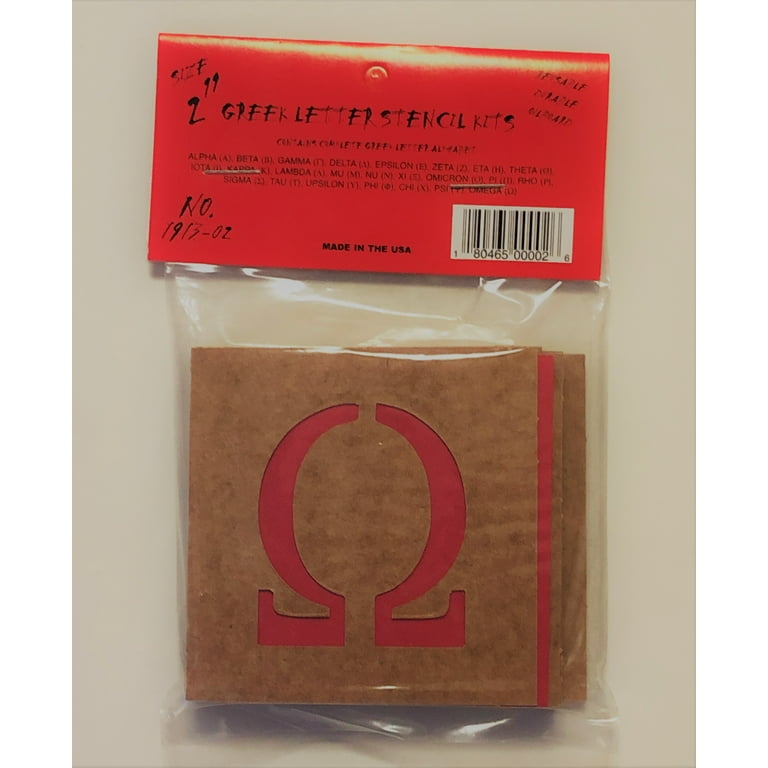 SIZE
2"
GREEK LETTER STENCIL KITS
REUSABLE
DURABLE
OILBOARD
CONTAINS COMPLETE GREEK LETTER ALPHABET
ALPHA (Α), BETA (Β), GAMMA (Γ), DELTA (Δ), EPSILON (Ε), ZETA (Ζ), ETA (Η), THETA (Θ),
IOTA (Ι), KAPPA (Κ), LAMBDA (Λ), MU (Μ), NU (Ν), XI (Ξ), OMICRON (Ο), PI (Π), RHO (Ρ),
SIGMA (Σ), TAU (Τ), UPSILON (Υ), PHI (Φ), CHI (Χ), PSI (Ψ), OMEGA (Ω)
NO.
1913-02
MADE IN THE USA
1 80465 00002 6
Ω